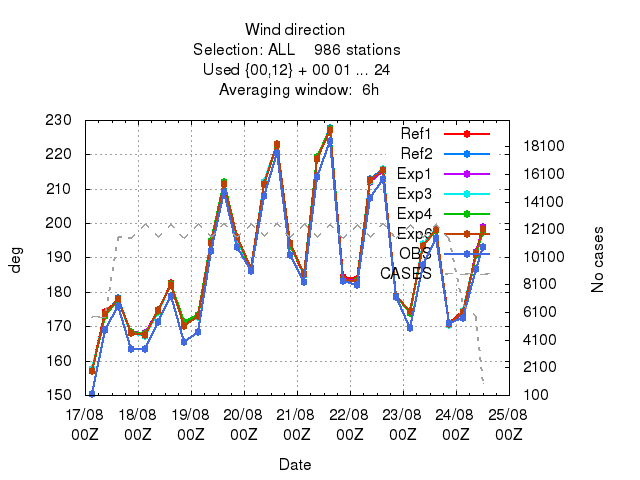 Wind direction
Selection: ALL 986 stations
Used {00,12} + 00 01 ... 24
Averaging window: 6h
deg
230
220
210
200
190
180
170
160
150
Ref1
Ref2
Exp1
Exp3
Exp4
Exp6
OBS
CASES
18100
16100
14100
12100
10100
8100
6100
4100
2100
100
No cases
17/08 18/08 19/08 20/08 21/08 22/08 23/08 24/08 25/08
00Z 00Z 00Z 00Z 00Z 00Z 00Z 00Z 00Z
Date